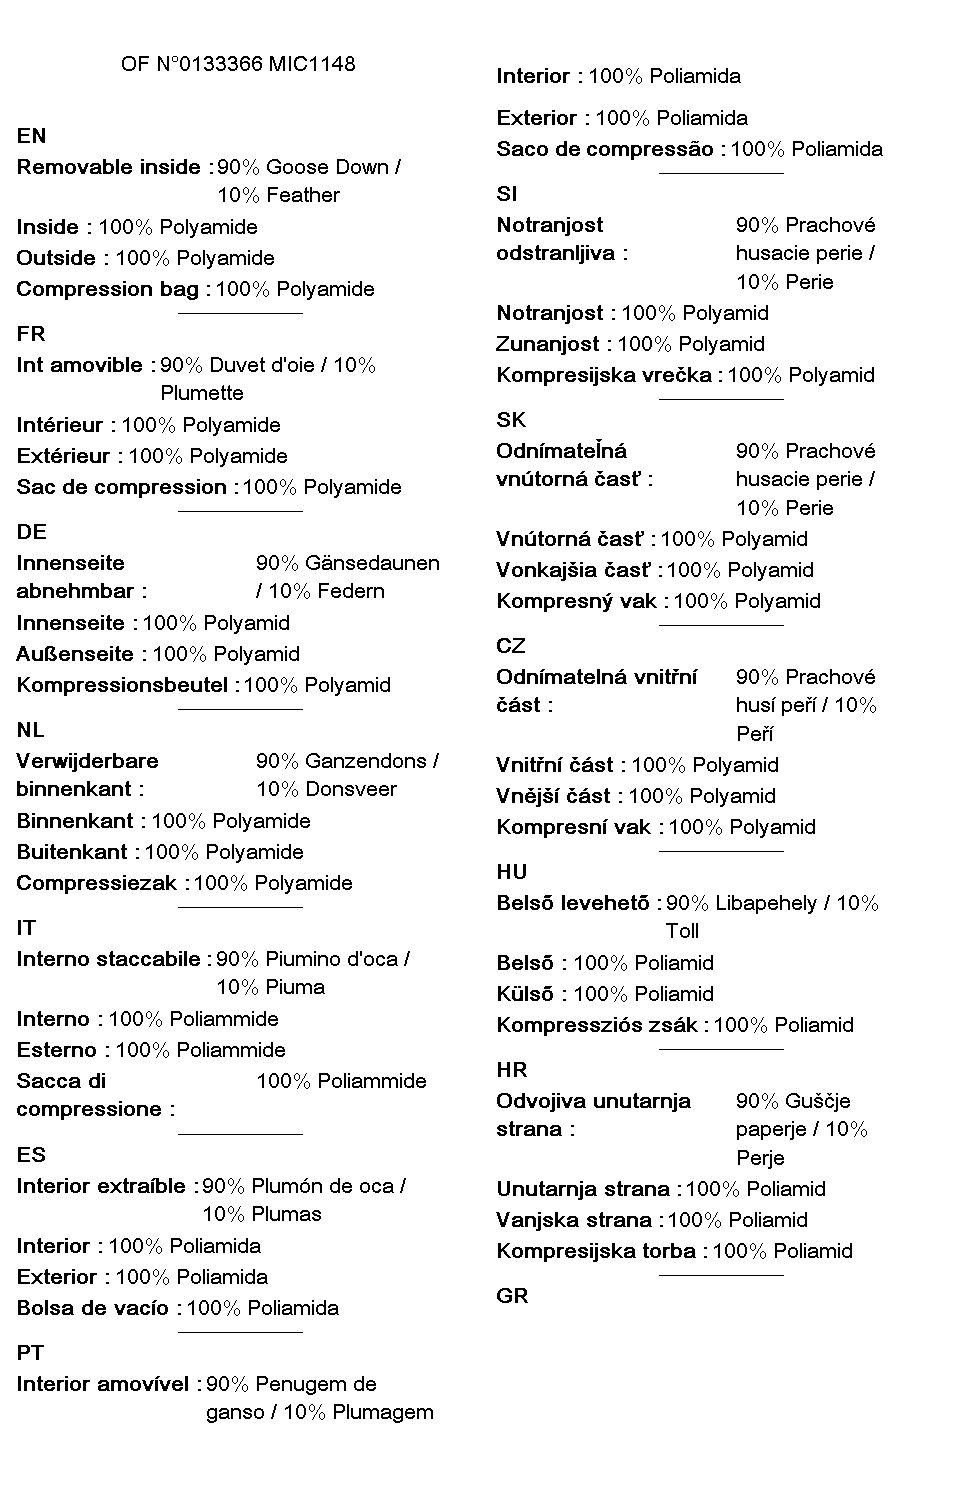 OF N°0133366 MIC1148
EN
Removable inside : 90% Goose Down /
10% Feather
Inside : 100% Polyamide
Outside : 100% Polyamide
Compression bag : 100% Polyamide
FR
Int amovible : 90% Duvet d'oie / 10%
Plumette
Intérieur : 100% Polyamide
Extérieur : 100% Polyamide
Sac de compression : 100% Polyamide
DE
Innenseite 90% Gänsedaunen
abnehmbar : / 10% Federn
Innenseite : 100% Polyamid
Außenseite : 100% Polyamid
Kompressionsbeutel : 100% Polyamid
NL
Verwijderbare 90% Ganzendons /
binnenkant : 10% Donsveer
Binnenkant : 100% Polyamide
Buitenkant : 100% Polyamide
Compressiezak : 100% Polyamide
IT
Interno staccabile : 90% Piumino d'oca /
10% Piuma
Interno : 100% Poliammide
Esterno : 100% Poliammide
Sacca di 100% Poliammide
compressione :
ES
Interior extraíble : 90% Plumón de oca /
10% Plumas
Interior : 100% Poliamida
Exterior : 100% Poliamida
Bolsa de vacío : 100% Poliamida
PT
Interior amovível : 90% Penugem de
ganso / 10% Plumagem
Interior : 100% Poliamida
Exterior : 100% Poliamida
Saco de compressão : 100% Poliamida
SI
Notranjost 90% Prachové
odstranljiva : husacie perie /
10% Perie
Notranjost : 100% Polyamid
Zunanjost : 100% Polyamid
Kompresijska vrečka : 100% Polyamid
SK
Odnímateĺná 90% Prachové
vnútorná časť : husacie perie /
10% Perie
Vnútorná časť : 100% Polyamid
Vonkajšia časť : 100% Polyamid
Kompresný vak : 100% Polyamid
CZ
Odnímatelná vnitřní 90% Prachové
část : husí peří / 10%
Peří
Vnitřní část : 100% Polyamid
Vnější část : 100% Polyamid
Kompresní vak : 100% Polyamid
HU
Belsõ levehetõ : 90% Libapehely / 10%
Toll
Belsõ : 100% Poliamid
Külsõ : 100% Poliamid
Kompressziós zsák : 100% Poliamid
HR
Odvojiva unutarnja 90% Guščje
strana : paperje / 10%
Perje
Unutarnja strana : 100% Poliamid
Vanjska strana : 100% Poliamid
Kompresijska torba : 100% Poliamid
GR